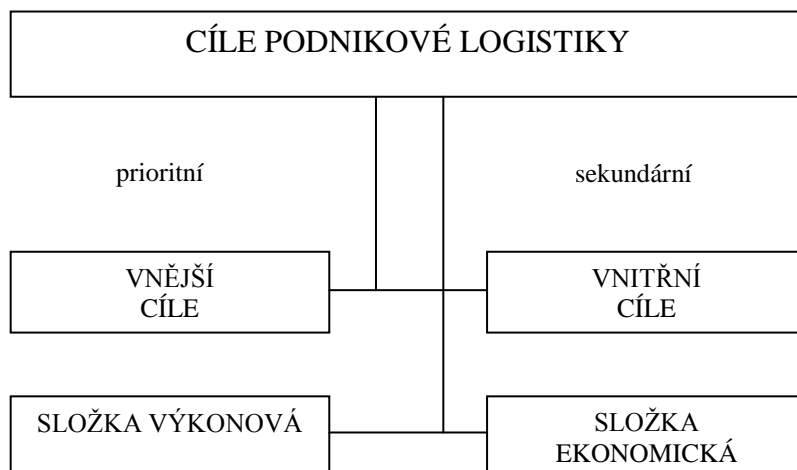 CÍLE PODNIKOVÉ LOGISTIKY
prioritní
sekundární
VNĚJŠÍ
CÍLE
VNITŘNÍ
CÍLE
SLOŽKA VÝKONOVÁ
SLOŽKA
EKONOMICKÁ